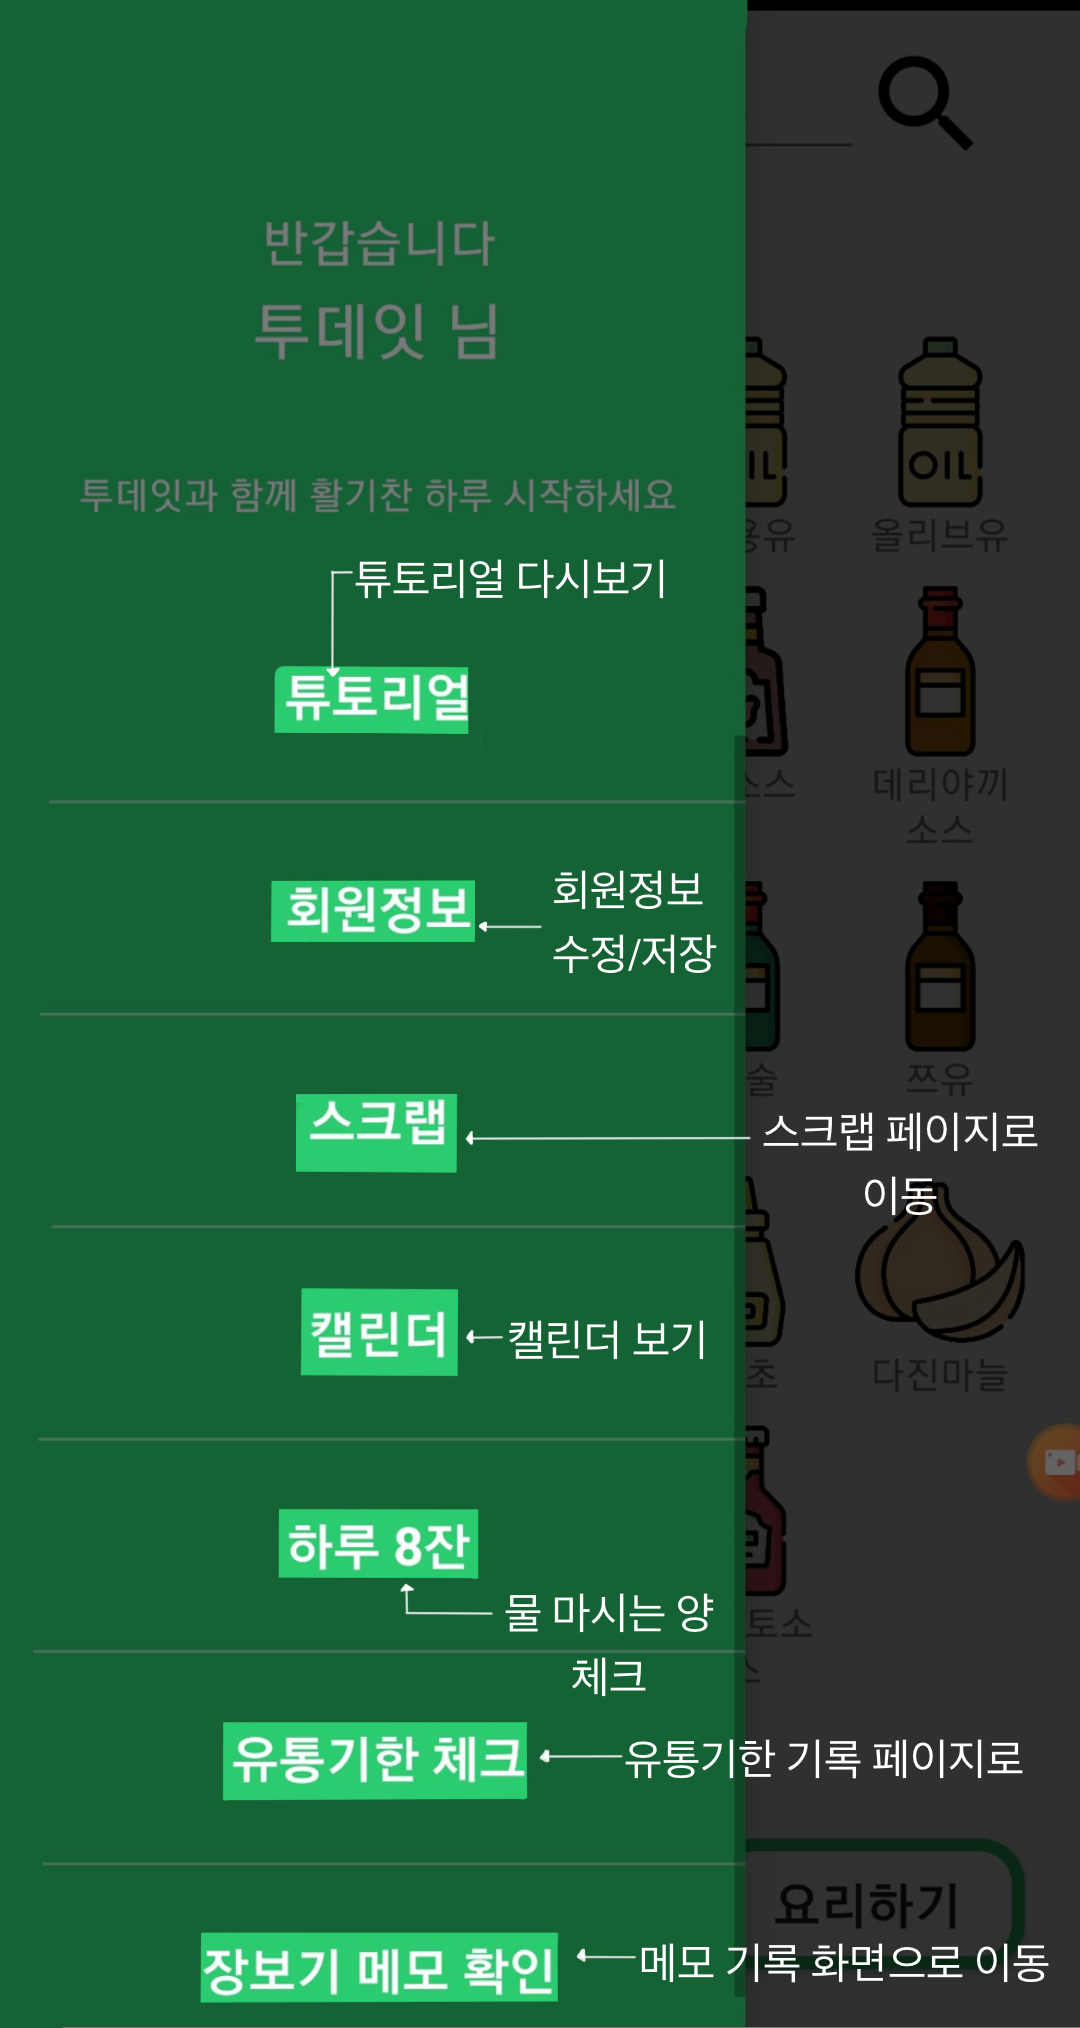 반갑습니다
투데잇 님
투데잇과 함께 활기찬 하루 시작하세요
튜토리얼 다시보기
튜토리얼
회원정보
회원정보
수정/저장
스크랩
스크랩 페이지로
이동
캘린더
캘린더 보기
하루 8잔
물 마시는 양
체크
유통기한 체크
유통기한 기록 페이지로
장보기 메모 확인
메모 기록 화면으로 이동
OIL
올리브유
데리야끼
소스
쯔유
다진마늘
요리하기